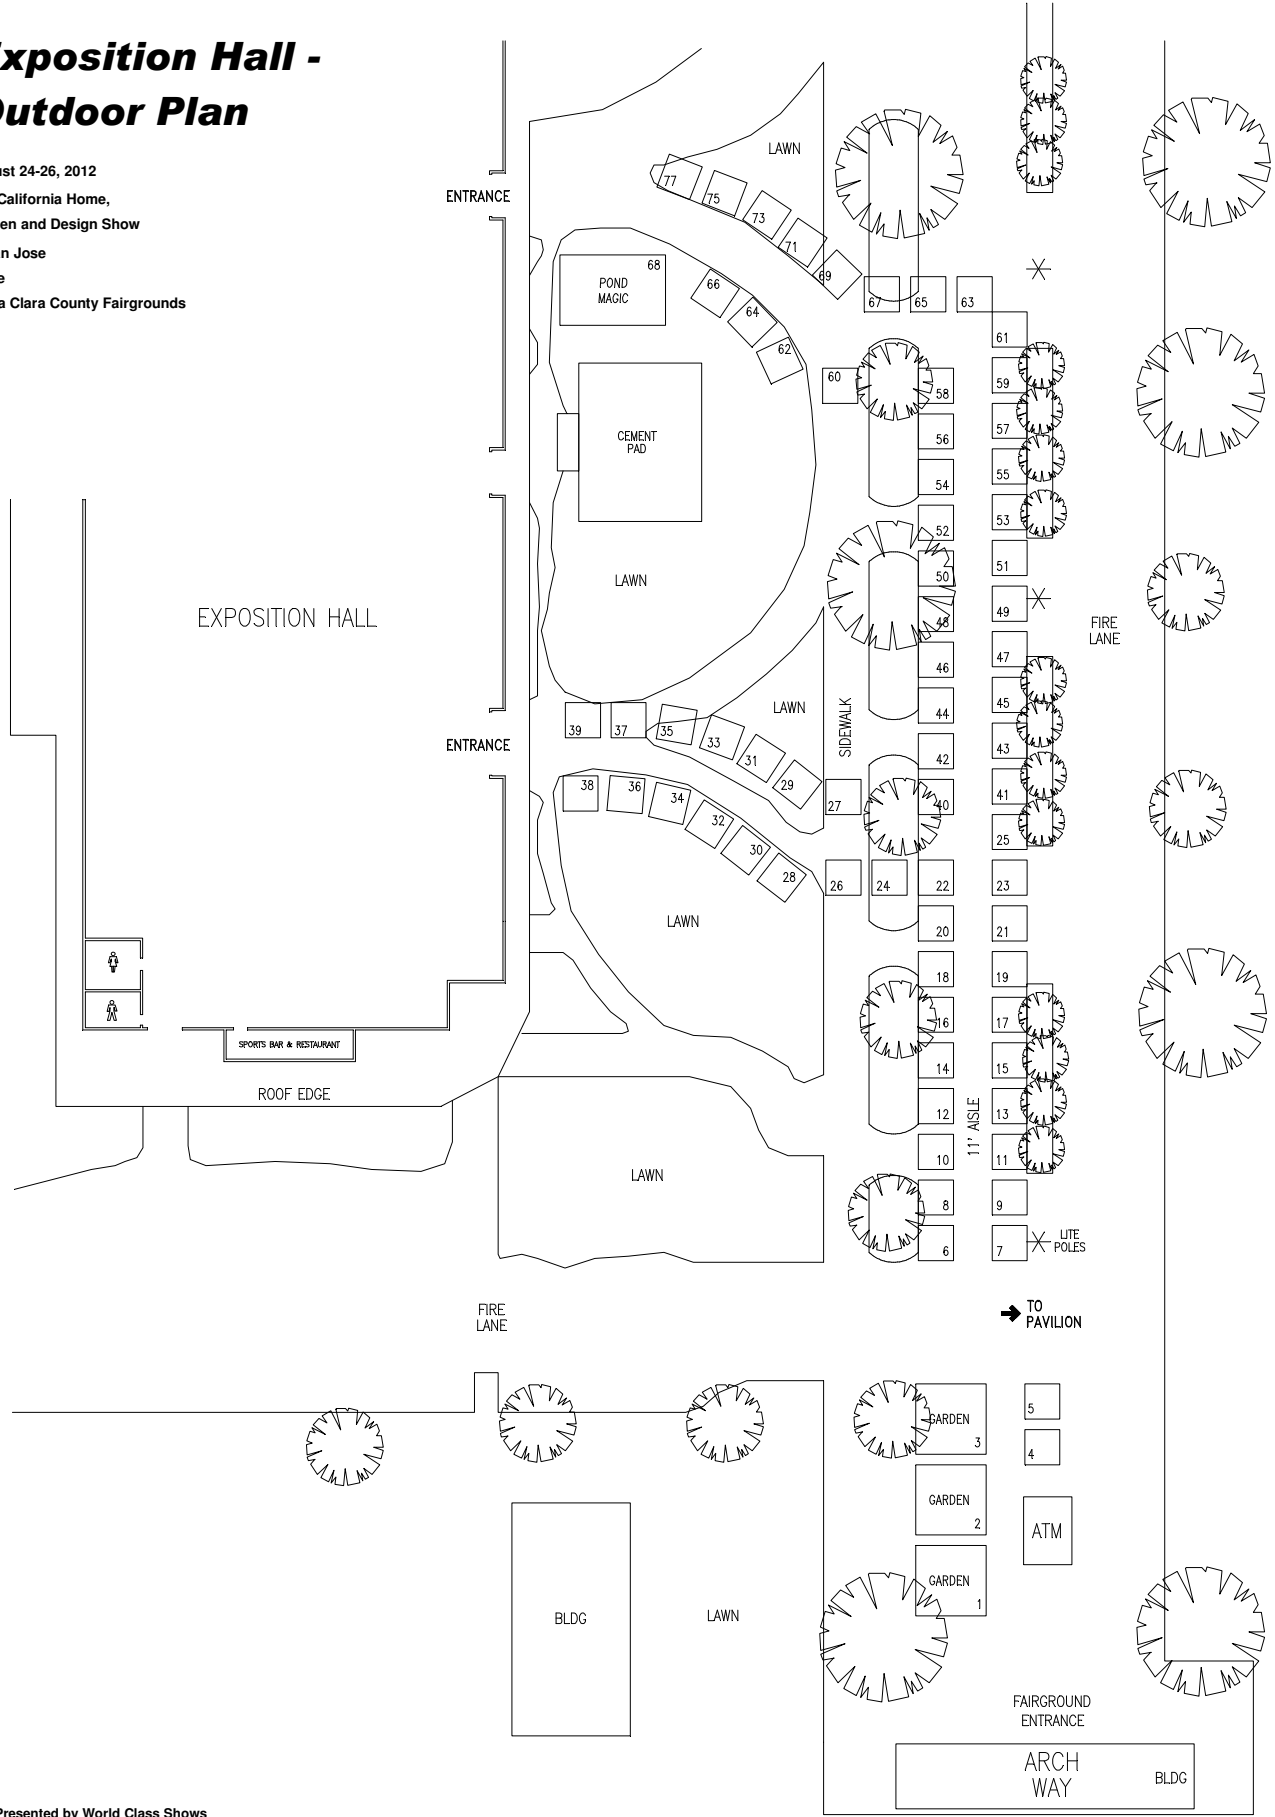 xposition Hall -
Outdoor Plan
ust 24-26, 2012
California Home,
en and Design Show
n Jose
e
a Clara County Fairgrounds
LAWN
77
75
73
71
69
67
65
63
61
ENTRANCE
68
POND
MAGIC
66
64
62
60
58
59
56
57
54
55
52
53
50
51
48
49
46
47
44
45
42
43
40
41
25
CEMENT
PAD
LAWN
EXPOSITION HALL
FIRE
LANE
LAWN
SIDEWALK
39
37
35
33
31
29
27
ENTRANCE
38
36
34
32
30
28
26
24
22
23
20
21
18
19
16
17
14
15
12
13
10
11
8
9
6
7
LAWN
11' AISLE
SPORTS BAR & RESTAURANT
ROOF EDGE
LAWN
LITE
POLES
TO
PAVILION
FIRE
LANE
5
4
GARDEN
3
GARDEN
2
GARDEN
1
ATM
BLDG
LAWN
FAIRGROUND
ENTRANCE
ARCH
WAY
BLDG
Presented by World Class Shows